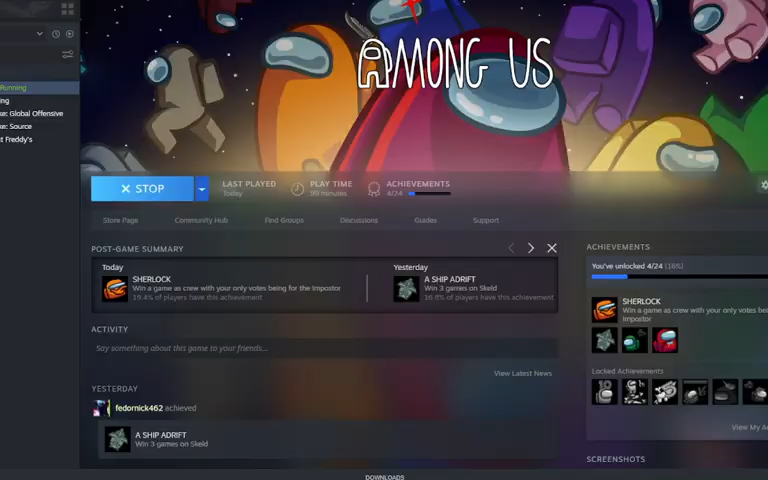 AMONG US
Running
ng
ke: Global Offensive
ke: Source
t Freddy's
STOP
LAST PLAYED
Today
PLAY TIME
99 minutes
ACHIEVEMENTS
4/24
Store Page
Community Hub
Find Groups
Discussions
Guides
Support
POST-GAME SUMMARY
Today
SHERLOCK
Win a game as crew with your only votes being for the Impostor
19.4% of players have this achievement
Yesterday
A SHIP ADRIFT
Win 3 games on Skeld
16.8% of players have this achievement
ACTIVITY
Say something about this game to your friends...
View Latest News
YESTERDAY
fedornick462 achieved
A SHIP ADRIFT
Win 3 games on Skeld
ACHIEVEMENTS
You've unlocked 4/24 (16%)
SHERLOCK
Win a game as crew with your only votes being
Impostor
Locked Achievements
View My A
SCREENSHOTS
DOWNLOADS